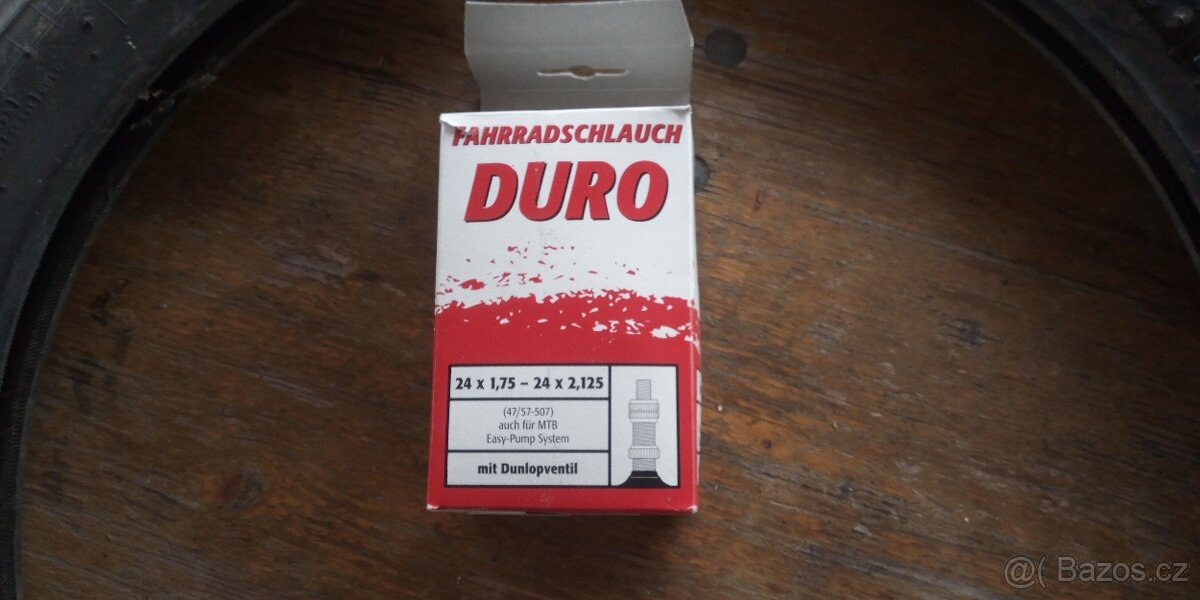 FAHRRADSCHLAUCH
DURO
24 x 1,75 – 24 x 2,125
(47/57-507)
auch für MTB
Easy-Pump System
mit Dunlopventil
@( Bazos.cz